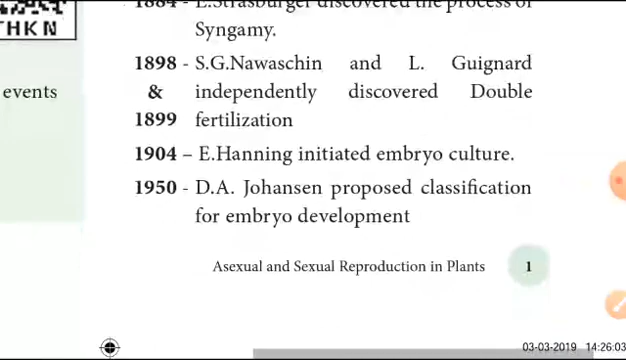 1884 - E.Strasburger discovered the process of
Syngamy.
1898 - S.G.Nawaschin and L. Guignard
& independently discovered Double
1899 fertilization
1904 – E.Hanning initiated embryo culture.
1950 - D.A. Johansen proposed classification
for embryo development
THKN
events
Asexual and Sexual Reproduction in Plants 1
03-03-2019 14:26:03